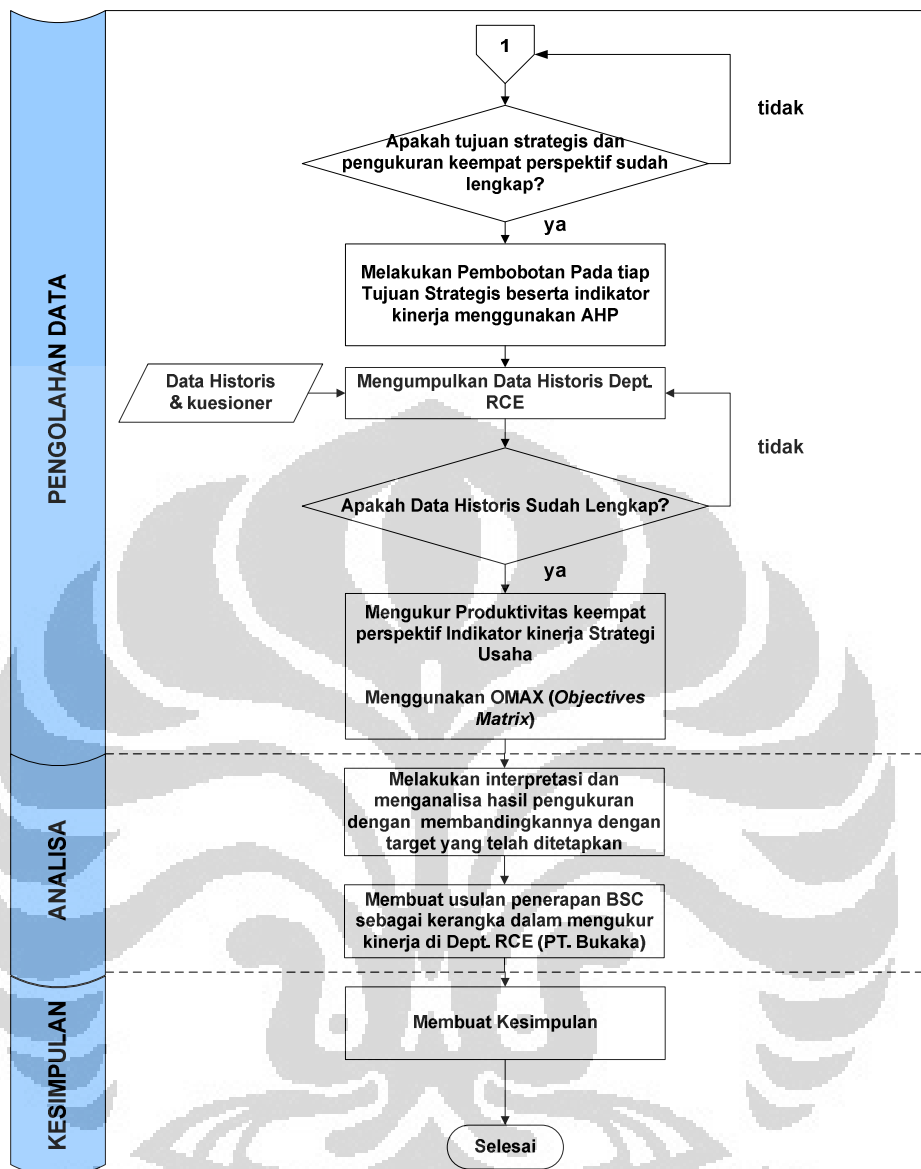 1
tidak
Apakah tujuan strategis dan
pengukuran keempat perspektif sudah
lengkap?
ya
Melakukan Pembobotan Pada tiap
Tujuan Strategis beserta indikator
kinerja menggunakan AHP
PENGOLAHAN DATA
Data Historis
& kuesioner
Mengumpulkan Data Historis Dept.
RCE
tidak
Apakah Data Historis Sudah Lengkap?
ya
Mengukur Produktivitas keempat
perspektif Indikator kinerja Strategi
Usaha
Menggunakan OMAX (Objectives
Matrix)
ANALISA
Melakukan interpretasi dan
menganalisa hasil pengukuran
dengan membandingkannya dengan
target yang telah ditetapkan
Membuat usulan penerapan BSC
sebagai kerangka dalam mengukur
kinerja di Dept. RCE (PT. Bukaka)
KESIMPULAN
Membuat Kesimpulan
Selesai